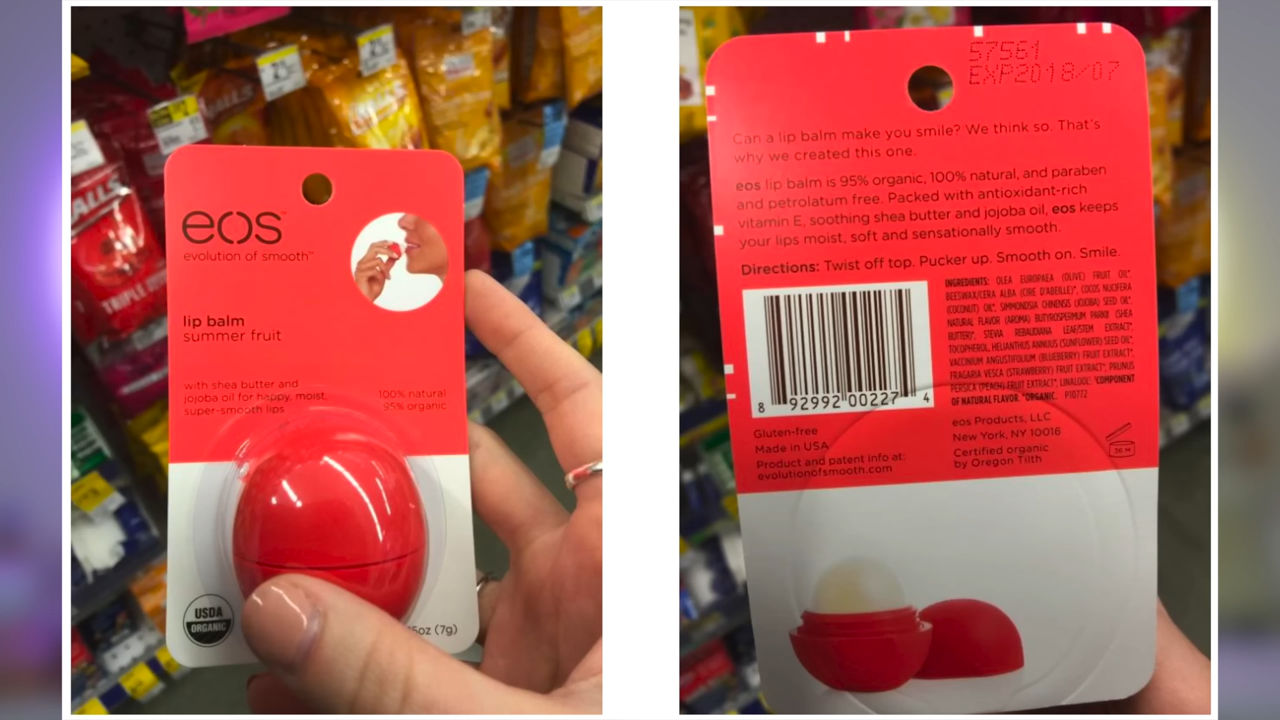 ALLS
TRIPLE
eos™
evolution of smooth™
lip balm
summer fruit
with shea butter and
jojoba oil for happy, moist,
super-smooth lips
100% natural
95% organic
USDA
ORGANIC
5oz (7g)
57561
EXP2018/07
Can a lip balm make you smile? We think so. That's
why we created this one.
eos lip balm is 95% organic, 100% natural, and paraben
and petrolatum free. Packed with antioxidant-rich
vitamin E, soothing shea butter and jojoba oil, eos keeps
your lips moist, soft and sensationally smooth.
Directions: Twist off top. Pucker up. Smooth on. Smile.
8 92992 00227 4
INGREDIENTS: OLEA EUROPAEA (OLIVE) FRUIT OIL*,
BEESWAX/CERA ALBA (CIRE D'ABEILLE)*, COCOS NUCIFERA
(COCONUT) OIL*, SIMMONDSIA CHINENSIS (JOJOBA) SEED OIL*,
NATURAL FLAVOR (AROMA) BUTYROSPERMUM PARKII (SHEA
BUTTER)*, STEVIA REBAUDIANA LEAF/STEM EXTRACT*,
TOCOPHEROL, HELIANTHUS ANNUUS (SUNFLOWER) SEED OIL*,
VACCINIUM ANGUSTIFOLIUM (BLUEBERRY) FRUIT EXTRACT*,
FRAGARIA VESCA (STRAWBERRY) FRUIT EXTRACT*, PRUNUS
PERSICA (PEACH) FRUIT EXTRACT*, LINALOOL¹. ¹COMPONENT
OF NATURAL FLAVOR. *ORGANIC. P10772
Gluten-free
Made in USA
Product and patent info at:
evolutionofsmooth.com
eos Products, LLC
New York, NY 10016
Certified organic
by Oregon Tilth
36 M